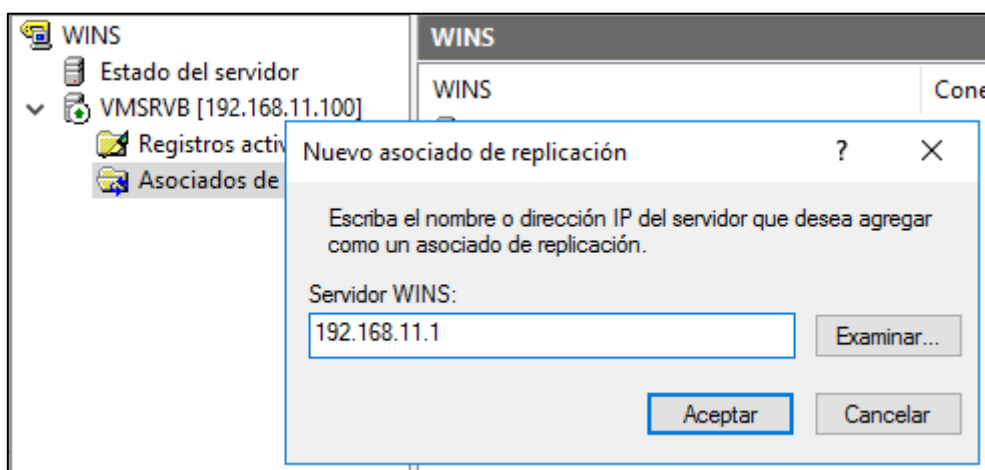 WINS
Estado del servidor
VMSRVB [192.168.11.100]
Registros activ
Asociados de
WINS
WINS
Cone
Nuevo asociado de replicación
?
Escriba el nombre o dirección IP del servidor que desea agregar
como un asociado de replicación.
Servidor WINS:
192.168.11.1
Examinar...
Aceptar
Cancelar